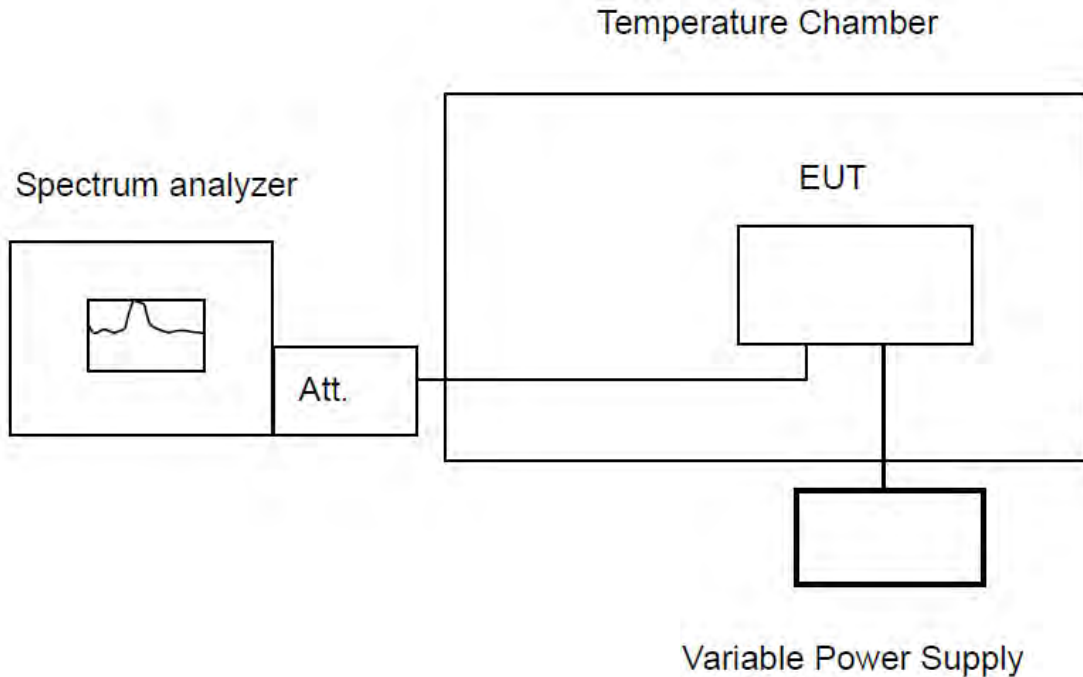 Temperature Chamber
Spectrum analyzer
EUT
Att.
Variable Power Supply